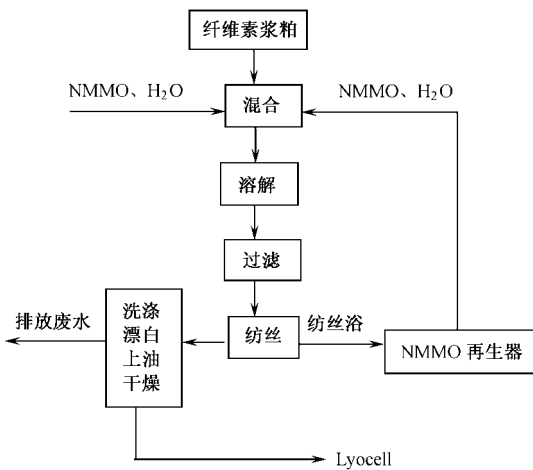 纤维素浆粕
NMMO、H₂O
NMMO、H₂O
混合
溶解
过滤
洗涤
漂白
上油
干燥
排放废水
纺丝
纺丝浴
NMMO 再生器
Lyocell